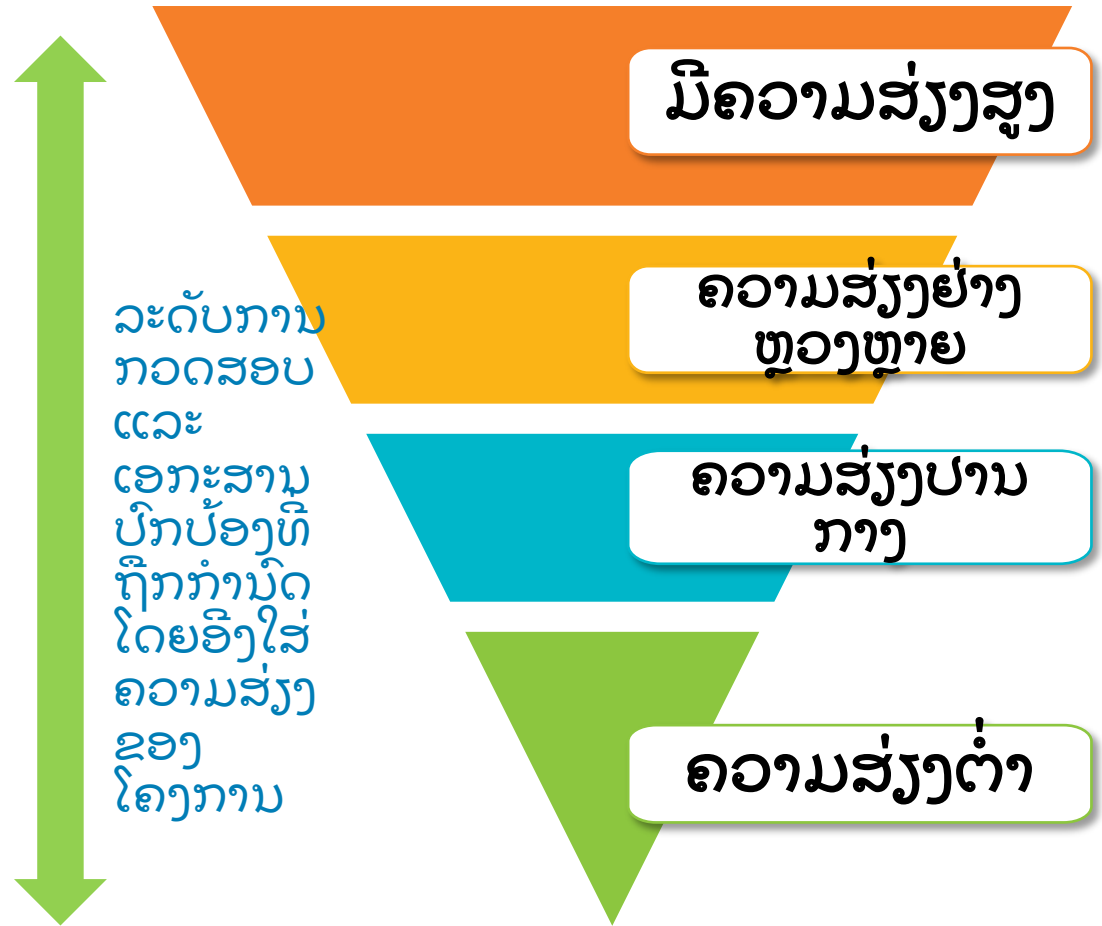 ມີຄວາມສ່ຽງສູງ
ຄວາມສ່ຽງຢ່າງ
ຫຼວງຫຼາຍ
ຄວາມສ່ຽງປານ
ກາງ
ຄວາມສ່ຽງຕ່ຳ
ລະດັບການ
ກວດສອບ
ແລະ
ເອກະສານ
ປົກປ້ອງທີ່
ຖືກກຳນົດ
ໂດຍອີງໃສ່
ຄວາມສ່ຽງ
ຂອງ
ໂຄງການ